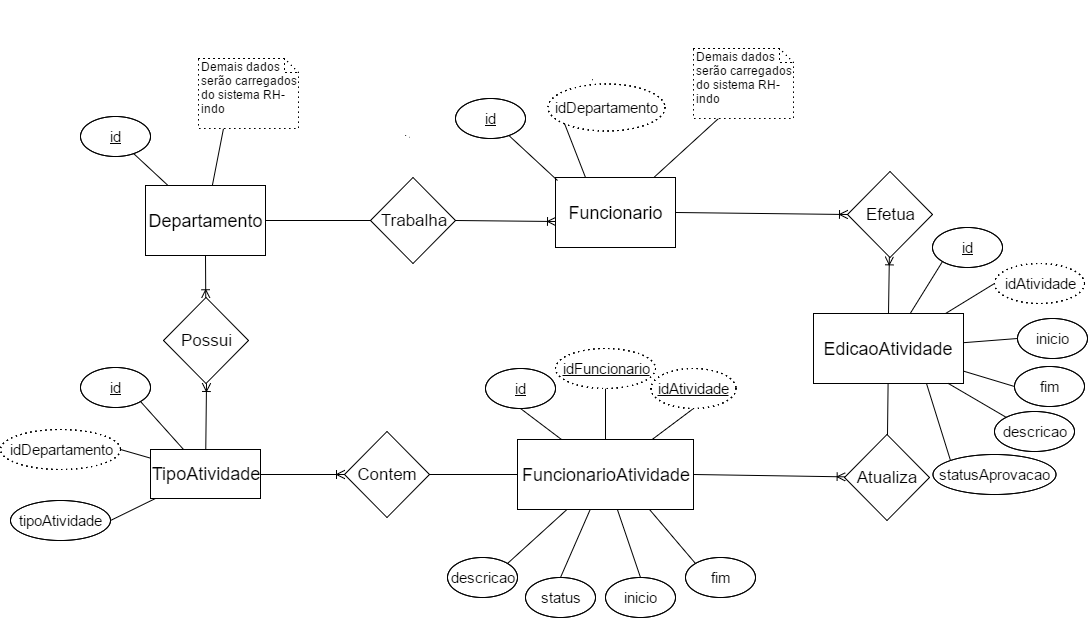 Demais dados
serão carregados
do sistema RH-
indo
Demais dados
serão carregados
do sistema RH-
indo
id
id
idDepartamento
Departamento
Trabalha
Funcionario
Efetua
id
idAtividade
inicio
fim
descricao
statusAprovacao
EdicaoAtividade
Possui
id
idDepartamento
tipoAtividade
TipoAtividade
Contem
id
idFuncionario
idAtividade
FuncionarioAtividade
Atualiza
descricao
status
inicio
fim